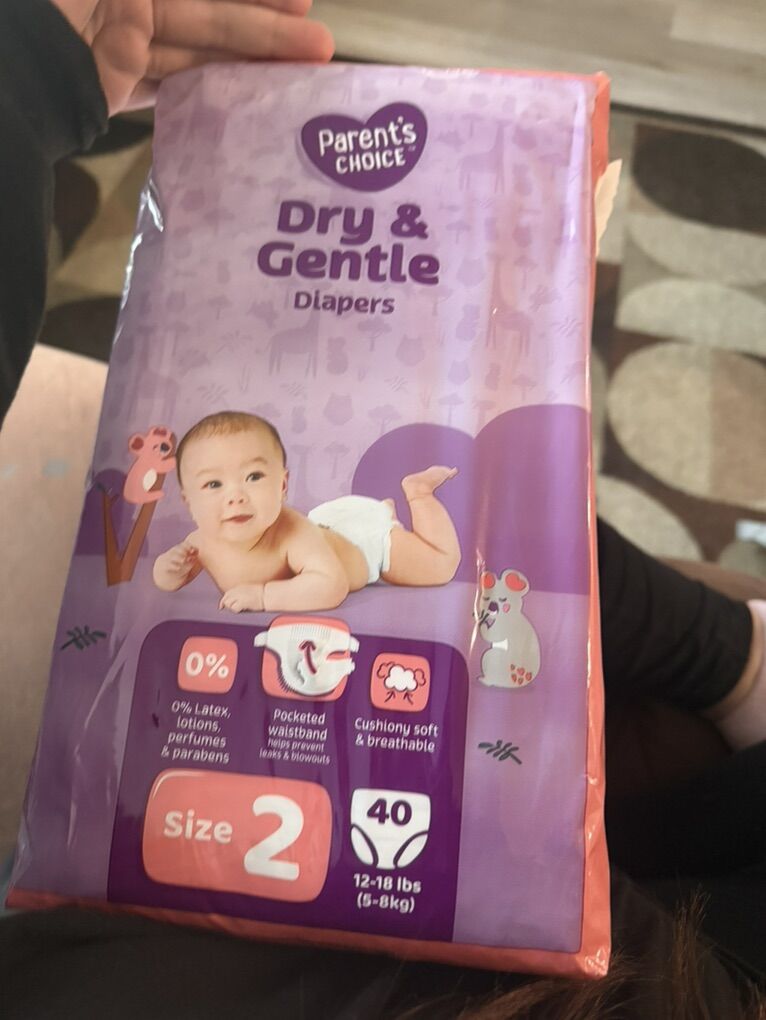 Parent's
CHOICE™
Dry &
Gentle
Diapers
0%
0% Latex,
lotions,
perfumes
& parabens
Pocketed
waistband
helps prevent
leaks & blowouts
Cushiony soft
& breathable
Size 2
40
12-18 lbs
(5-8kg)